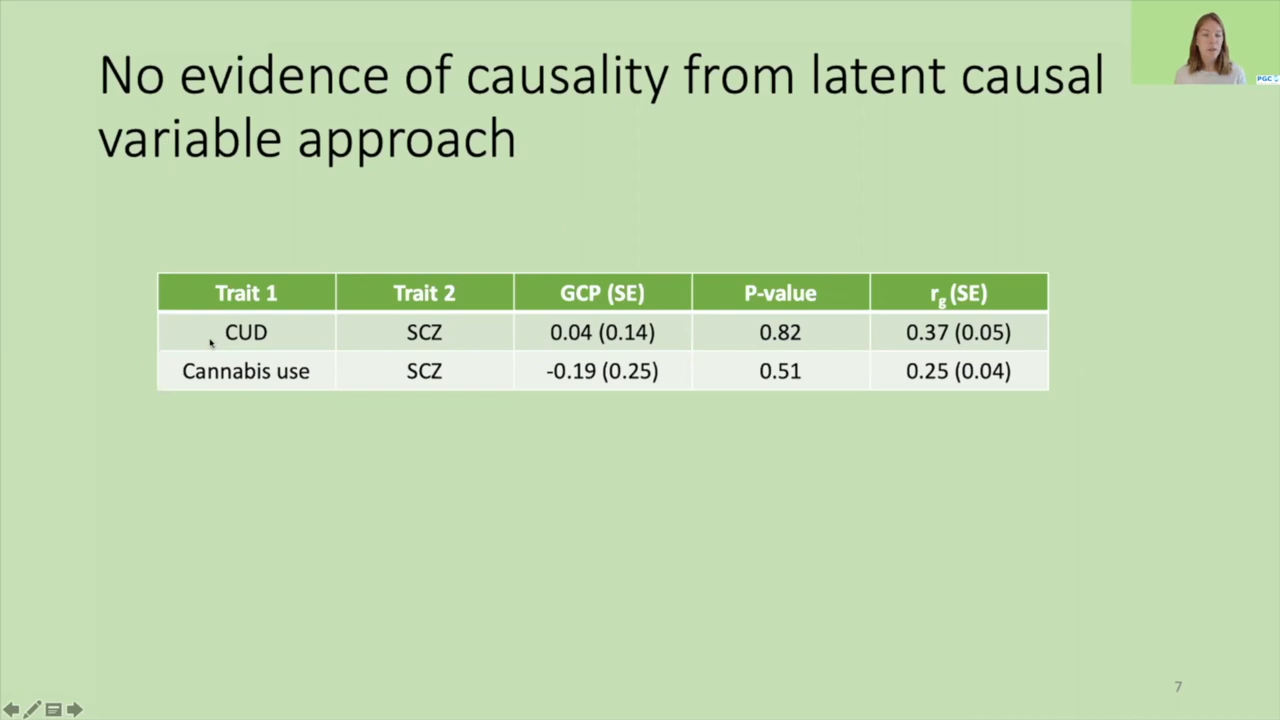 No evidence of causality from latent causal
variable approach
PGC
Trait 1 Trait 2 GCP (SE) P-value rg (SE)
CUD SCZ 0.04 (0.14) 0.82 0.37 (0.05)
Cannabis use SCZ -0.19 (0.25) 0.51 0.25 (0.04)
7